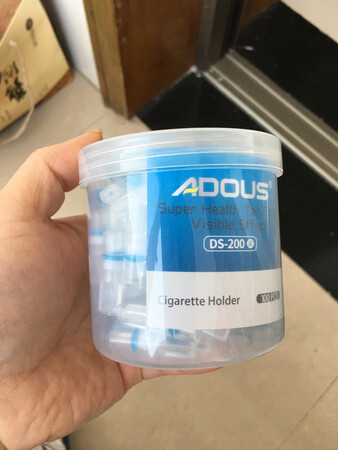 ADOUS®
Super Health
Visible
DS-200
Cigarette Holder
100 PCS